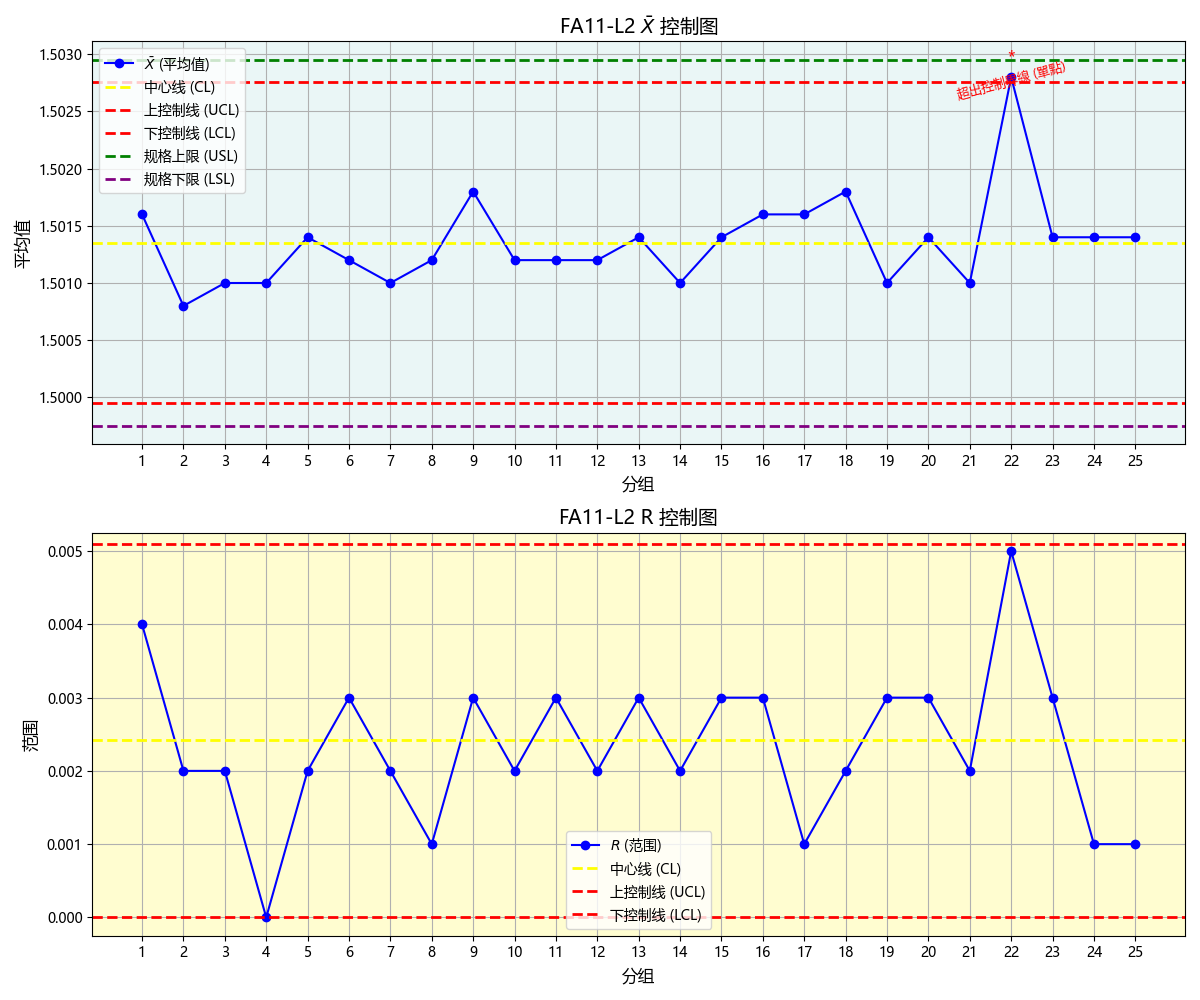 FA11-L2 X̄ 控制图
平均值
1.5030
1.5025
1.5020
1.5015
1.5010
1.5005
1.5000
X̄ (平均值)
中心线 (CL)
上控制线 (UCL)
下控制线 (LCL)
规格上限 (USL)
规格下限 (LSL)
*
超出控制界線 (單點)
1 2 3 4 5 6 7 8 9 10 11 12 13 14 15 16 17 18 19 20 21 22 23 24 25
分组
FA11-L2 R 控制图
范围
0.005
0.004
0.003
0.002
0.001
0.000
R (范围)
中心线 (CL)
上控制线 (UCL)
下控制线 (LCL)
1 2 3 4 5 6 7 8 9 10 11 12 13 14 15 16 17 18 19 20 21 22 23 24 25
分组